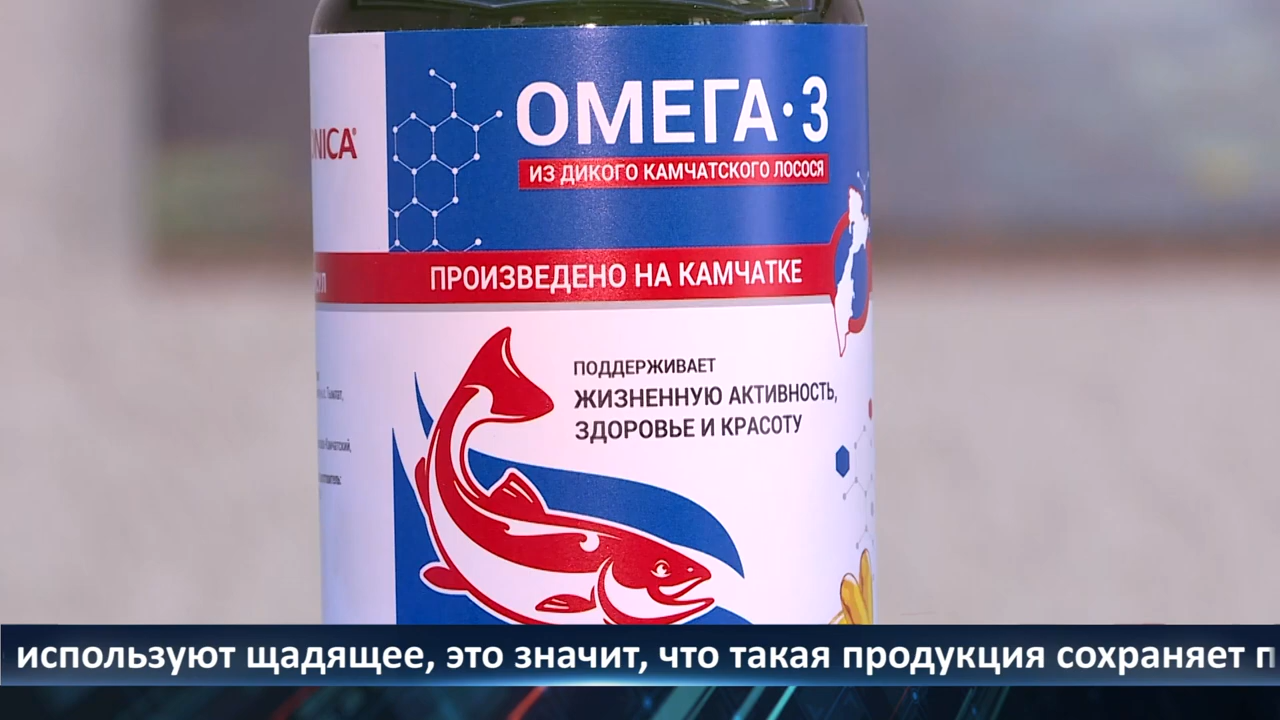 ОМЕГА·3
ИЗ ДИКОГО КАМЧАТСКОГО ЛОСОСЯ
ПРОИЗВЕДЕНО НА КАМЧАТКЕ
ПОДДЕРЖИВАЕТ
ЖИЗНЕННУЮ АКТИВНОСТЬ,
ЗДОРОВЬЕ И КРАСОТУ
используют щадящее, это значит, что такая продукция сохраняет